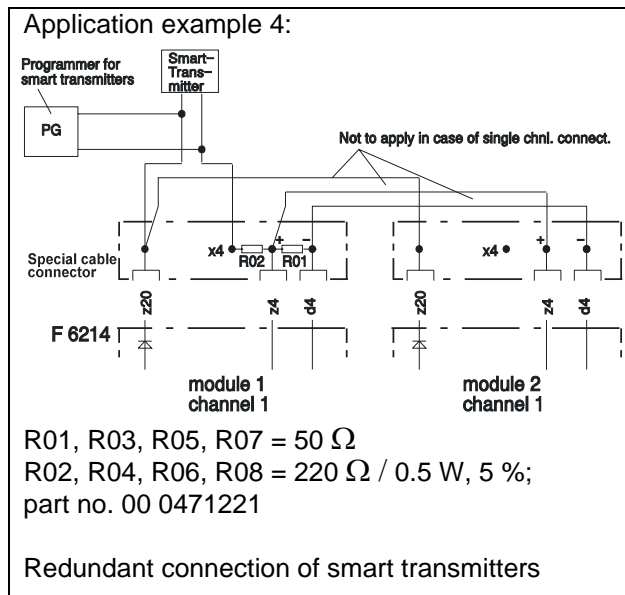 Application example 4:
Programmer for
smart transmitters
Smart-
Trans-
mitter
PG
Not to apply in case of single chnl. connect.
Special cable
connector
x4
R02
+
R01
–
x4
+
–
z20
z4
d4
z20
z4
d4
F 6214
module 1
channel 1
module 2
channel 1
R01, R03, R05, R07 = 50 Ω
R02, R04, R06, R08 = 220 Ω / 0.5 W, 5 %;
part no. 00 0471221
Redundant connection of smart transmitters